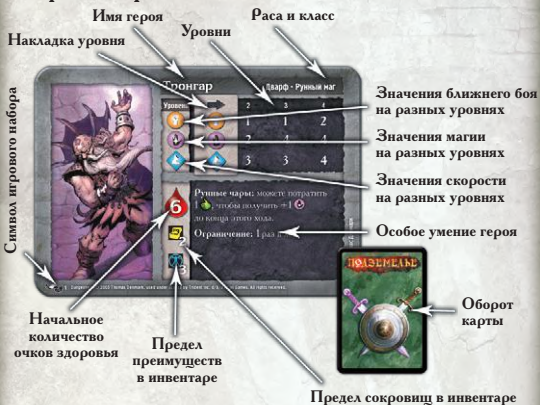 Имя героя
Раса и класс
Уровни
Накладка уровня
Тронгар
Дварф - Рунный маг
Уровень
2 3 4
1 1 2
2 4 4
3 3 4
Значения ближнего боя
на разных уровнях
Значения магии
на разных уровнях
Значения скорости
на разных уровнях
Символ игрового набора
6
Рунные чары: можете потратить
1, чтобы получить +1
до конца этого хода.
Ограничение: 1 раз в
2
3
Особое умение героя
ПОДЗЕМЕЛЬЕ
Оборот
карты
Начальное
количество
очков здоровья
Предел
преимуществ
в инвентаре
Предел сокровищ в инвентаре